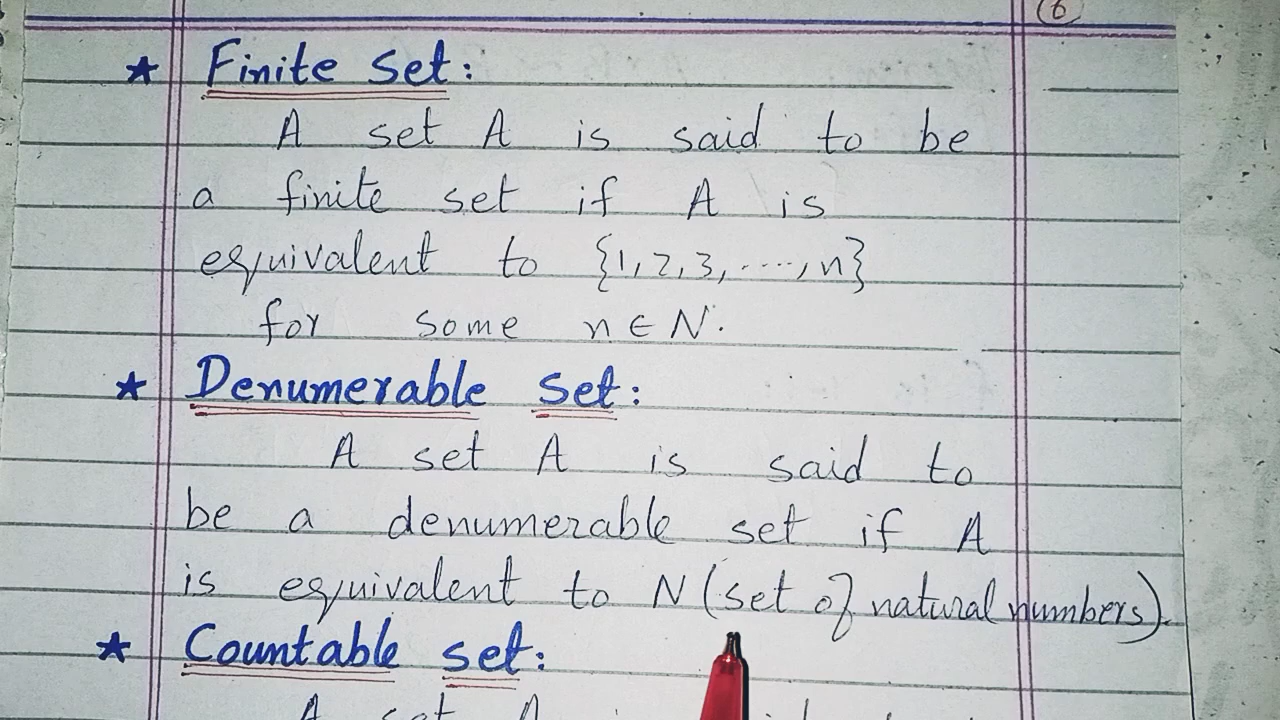 6
★ Finite Set:
A set A is said to be
a finite set if A is
equivalent to {1, 2, 3, ...., n}
for some n ∈ N.
★ Denumerable Set:
A set A is said to
be a denumerable set if A
is equivalent to N (set of natural numbers).
★ Countable set:
A set A